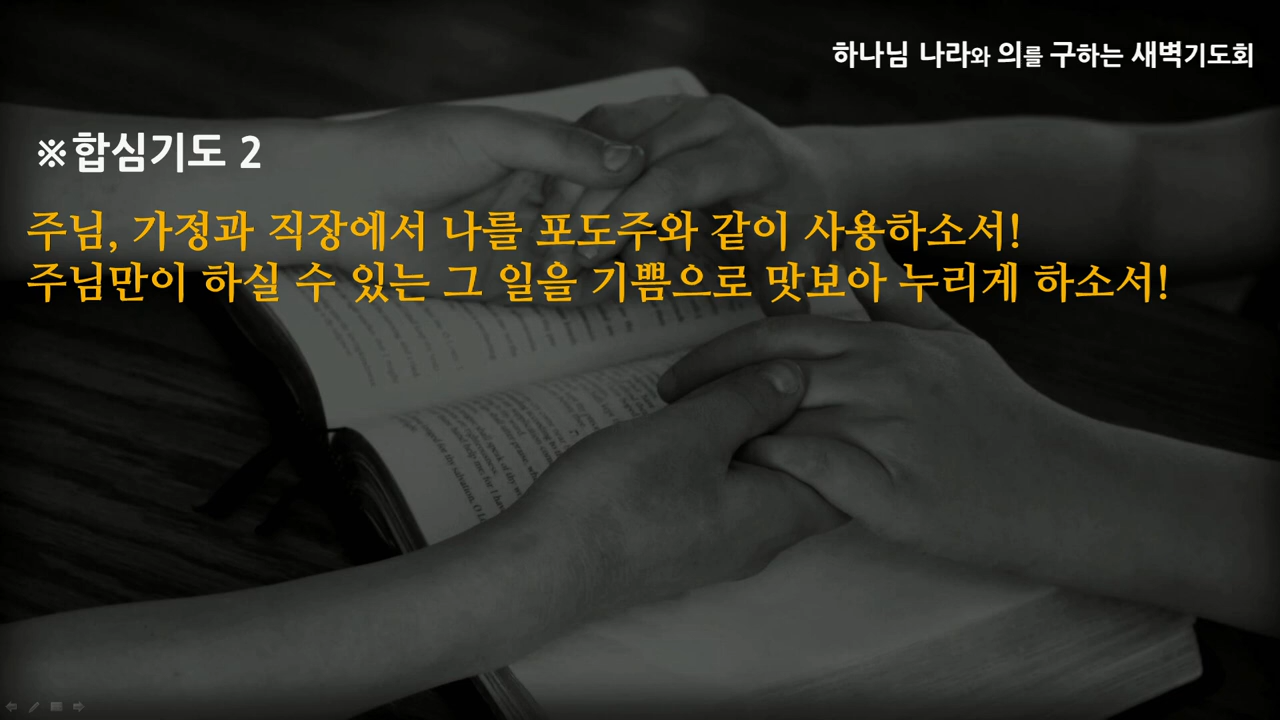 하나님 나라와 의를 구하는 새벽기도회
※합심기도 2
주님, 가정과 직장에서 나를 포도주와 같이 사용하소서!
주님만이 하실 수 있는 그 일을 기쁨으로 맛보아 누리게 하소서!